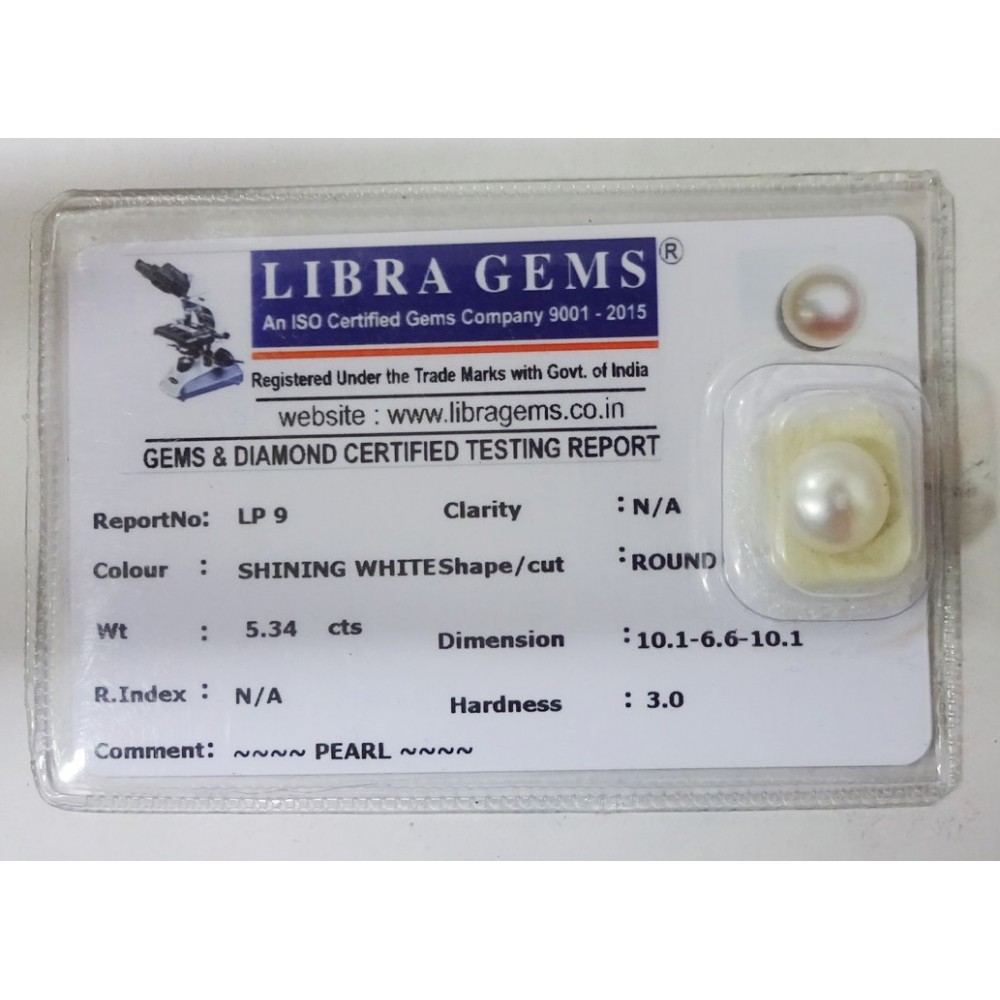 LIBRA GEMS ®
An ISO Certified Gems Company 9001 - 2015
Registered Under the Trade Marks with Govt. of India
website : www.libragems.co.in
GEMS & DIAMOND CERTIFIED TESTING REPORT
ReportNo: LP 9 Clarity : N/A
Colour : SHINING WHITE Shape/cut : ROUND
Wt : 5.34 cts Dimension : 10.1-6.6-10.1
R.Index : N/A Hardness : 3.0
Comment: ~~~~ PEARL ~~~~